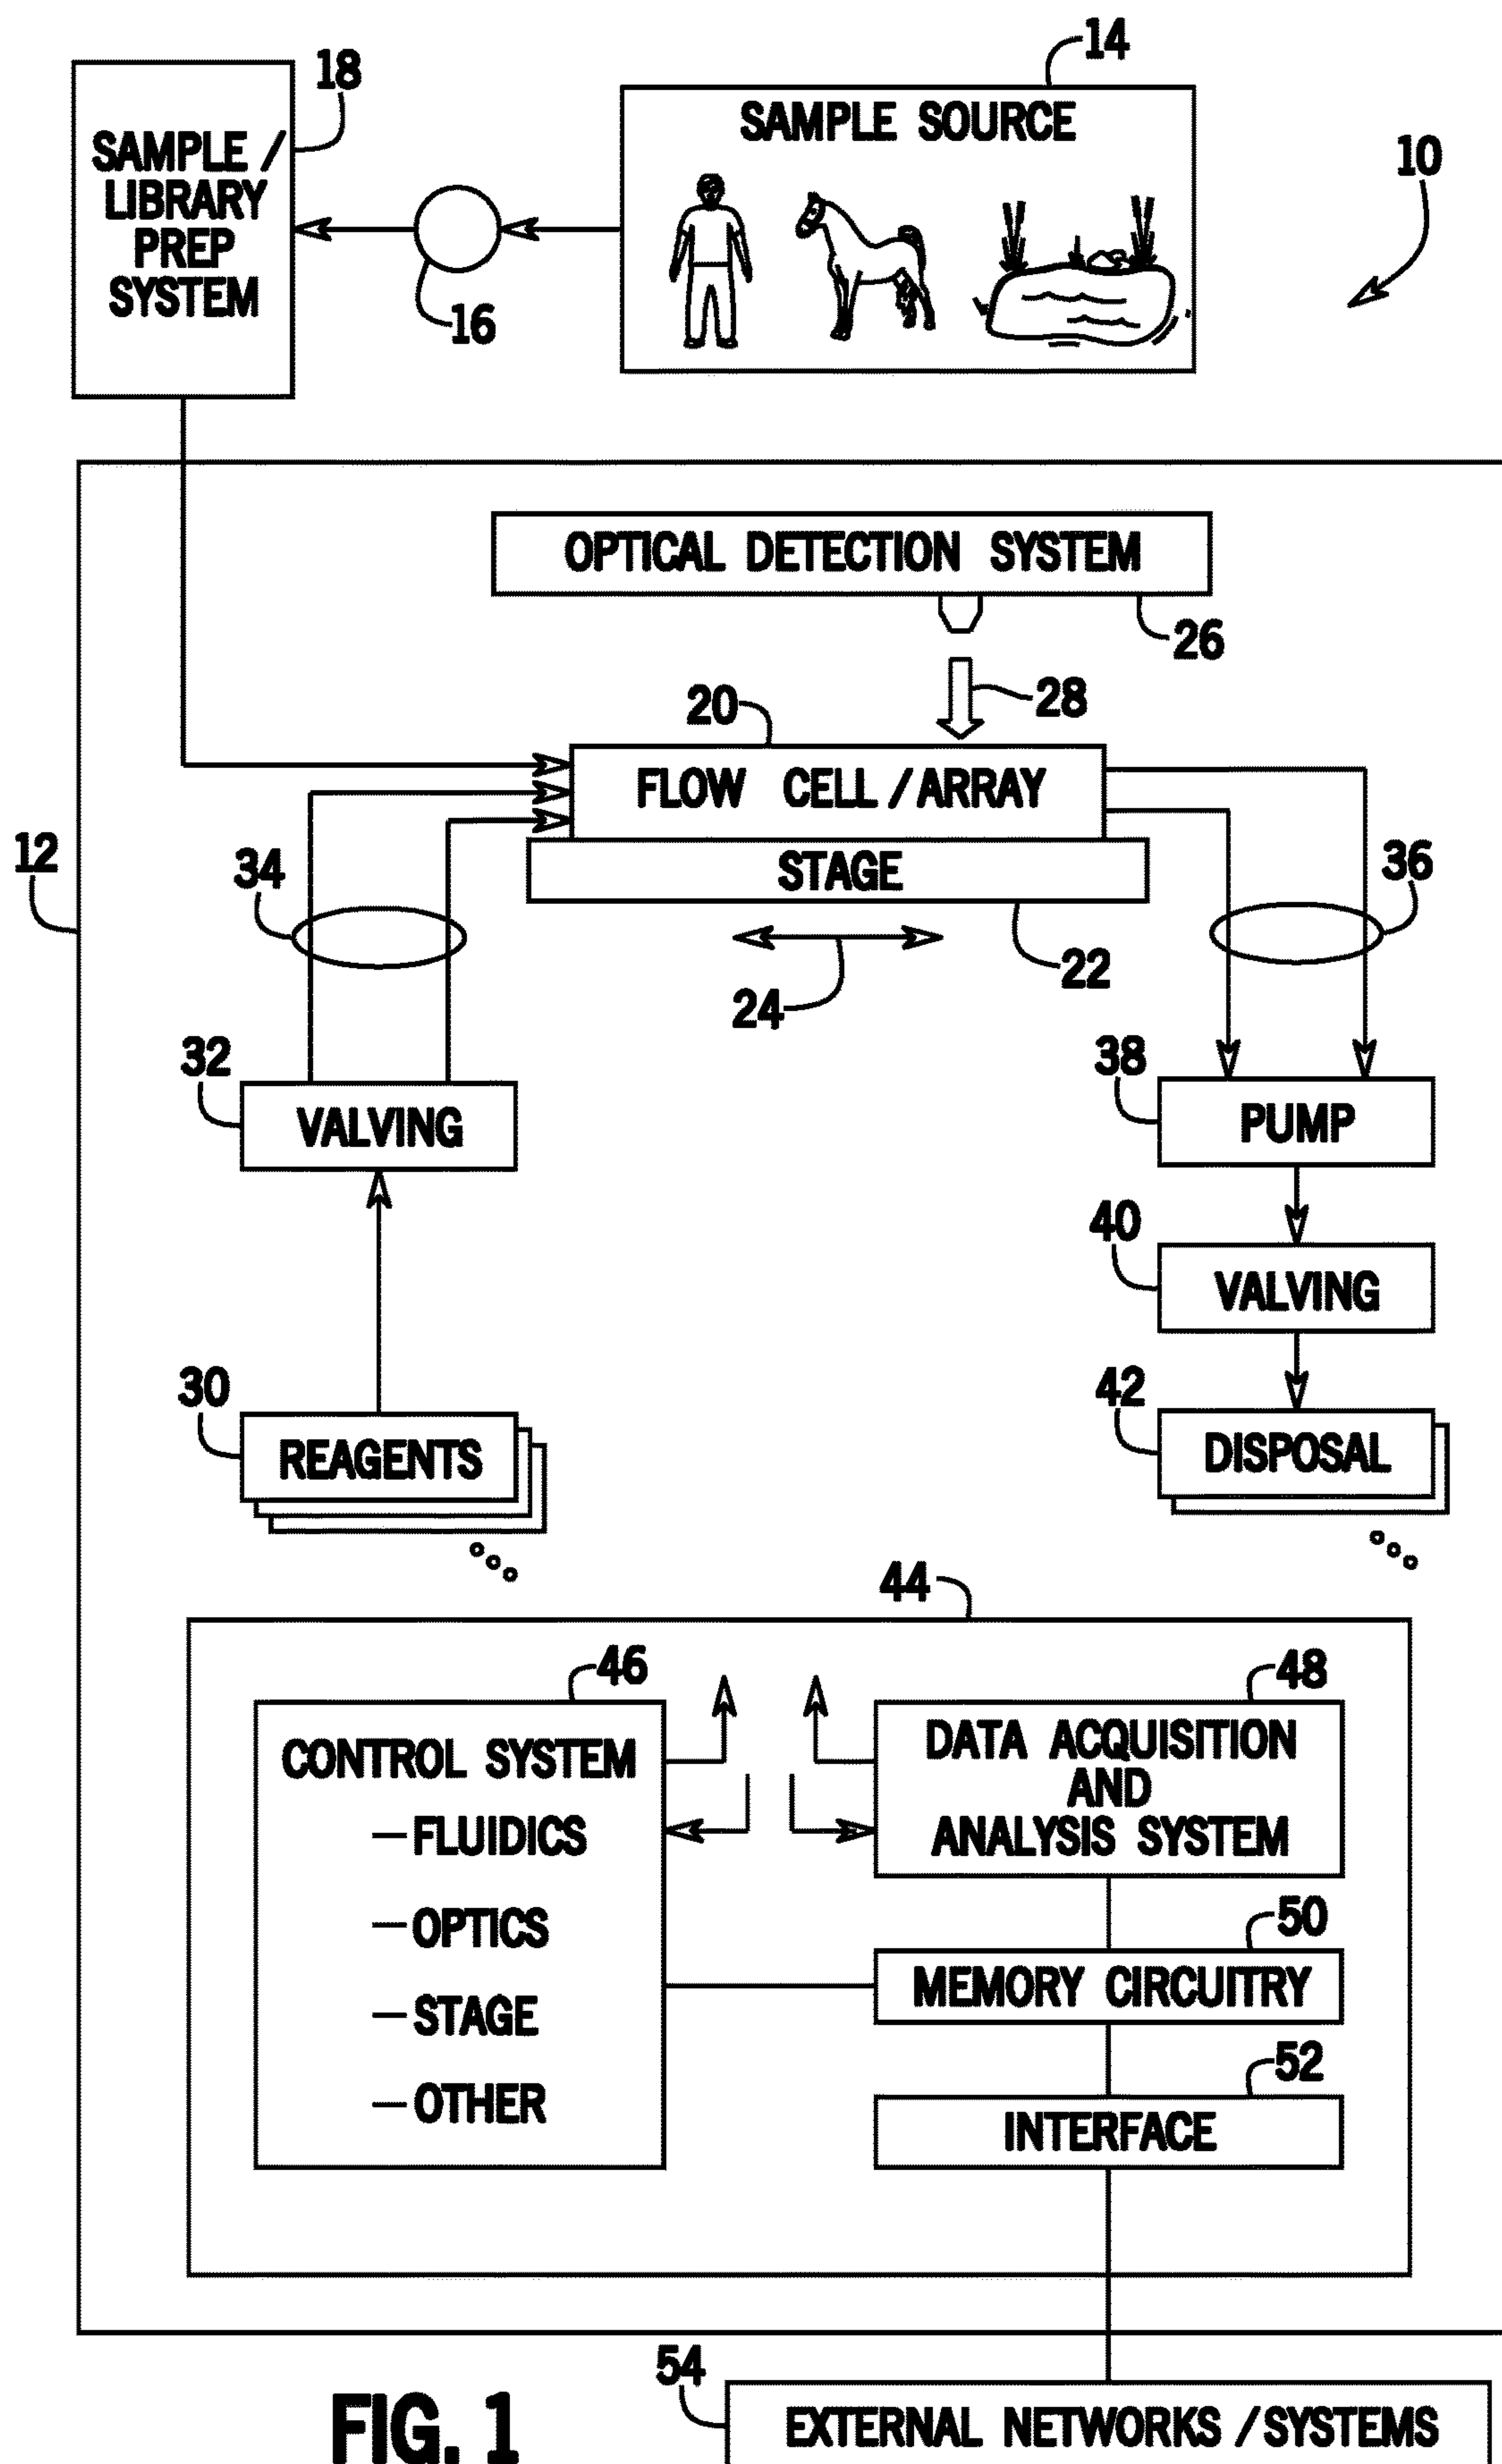 14
18
SAMPLE SOURCE
SAMPLE /
LIBRARY
PREP
SYSTEM
10
16
OPTICAL DETECTION SYSTEM
26
28
20
FLOW CELL / ARRAY
STAGE
12
34
36
22
24
32
38
VALVING
PUMP
40
VALVING
30
42
REAGENTS
DISPOSAL
44
46
48
CONTROL SYSTEM
– FLUIDICS
– OPTICS
– STAGE
– OTHER
DATA ACQUISITION
AND
ANALYSIS SYSTEM
50
MEMORY CIRCUITRY
52
INTERFACE
54
EXTERNAL NETWORKS / SYSTEMS
FIG. 1